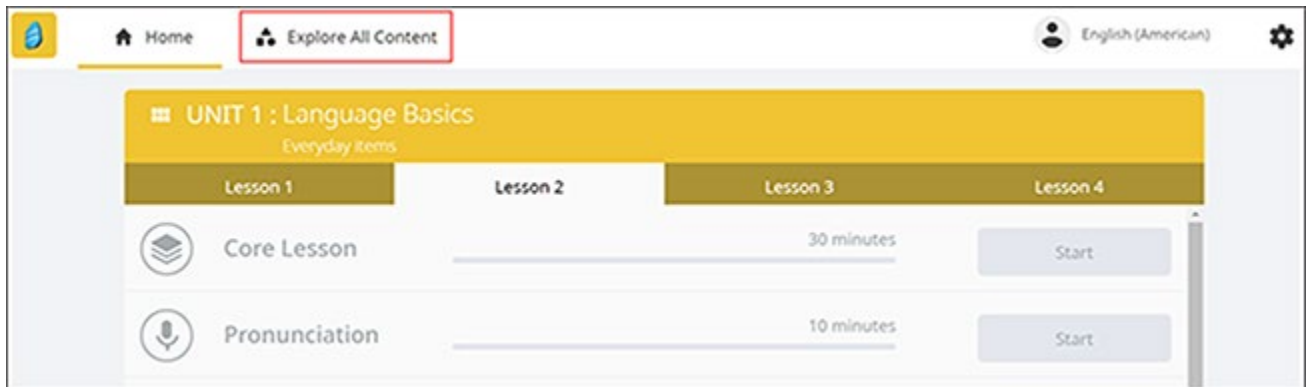 Home
Explore All Content
English (American)
UNIT 1 : Language Basics
Everyday items
Lesson 1
Lesson 2
Lesson 3
Lesson 4
Core Lesson
30 minutes
Start
Pronunciation
10 minutes
Start